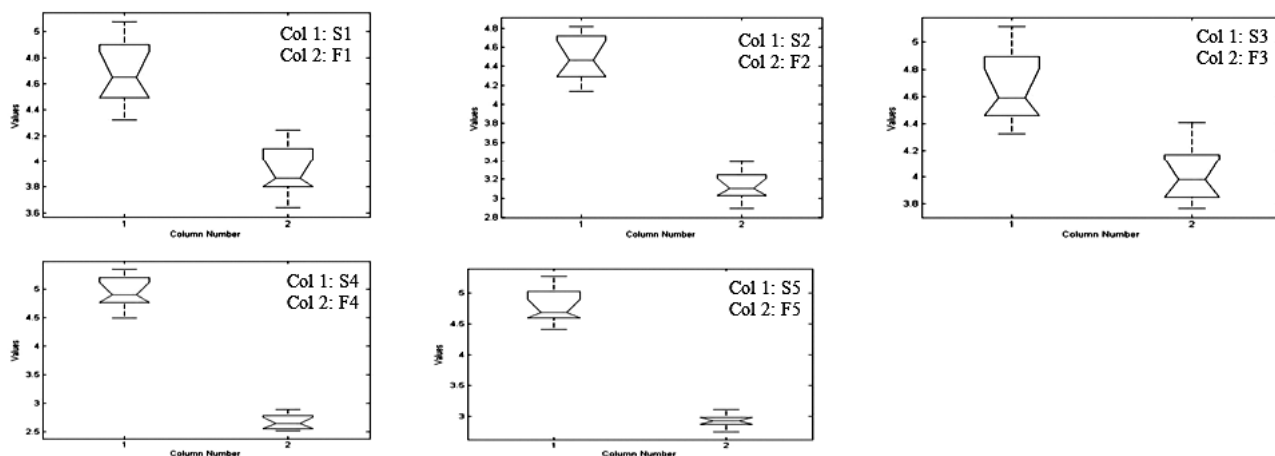 5
4.8
4.6
4.4
4.2
4
3.8
3.6
Values
1
2
Column Number
Col 1: S1
Col 2: F1
4.8
4.6
4.4
4.2
4
3.8
3.6
3.4
3.2
3
2.8
Values
1
2
Column Number
Col 1: S2
Col 2: F2
5
4.8
4.6
4.4
4.2
4
3.8
Values
1
2
Column Number
Col 1: S3
Col 2: F3
5
4.5
4
3.5
3
2.5
Values
1
2
Column Number
Col 1: S4
Col 2: F4
5
4.5
4
3.5
3
Values
1
2
Column Number
Col 1: S5
Col 2: F5